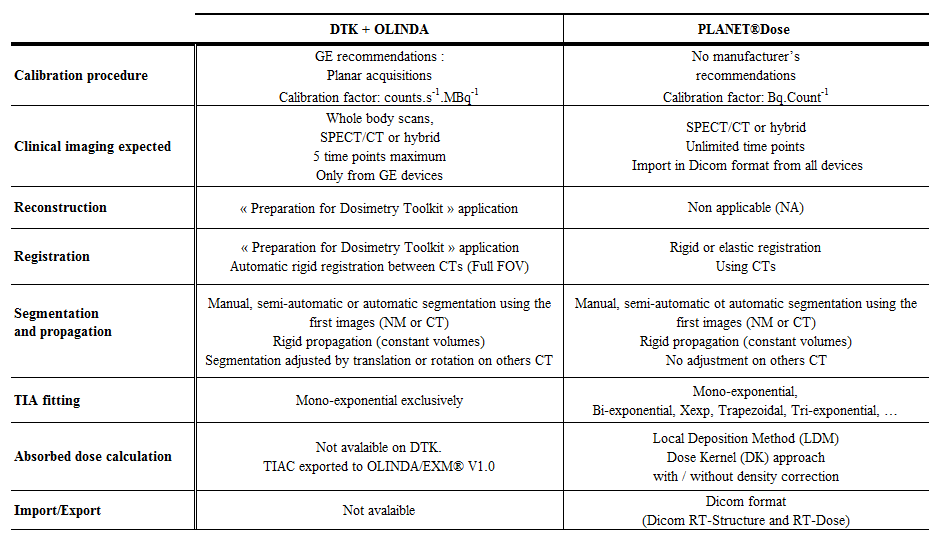 DTK + OLINDA
PLANET®Dose
Calibration procedure
GE recommendations :
Planar acquisitions
Calibration factor: counts.s-1.MBq-1
No manufacturer’s
recommendations
Calibration factor: Bq.Count-1
Clinical imaging expected
Whole body scans,
SPECT/CT or hybrid
5 time points maximum
Only from GE devices
SPECT/CT or hybrid
Unlimited time points
Import in Dicom format from all devices
Reconstruction
« Preparation for Dosimetry Toolkit » application
Non applicable (NA)
Registration
« Preparation for Dosimetry Toolkit » application
Automatic rigid registration between CTs (Full FOV)
Rigid or elastic registration
Using CTs
Segmentation
and propagation
Manual, semi-automatic or automatic segmentation using the
first images (NM or CT)
Rigid propagation (constant volumes)
Segmentation adjusted by translation or rotation on others CT
Manual, semi-automatic ot automatic segmentation using the
first images (NM or CT)
Rigid propagation (constant volumes)
No adjustment on others CT
TIA fitting
Mono-exponential exclusively
Mono-exponential,
Bi-exponential, Xexp, Trapezoidal, Tri-exponential, …
Absorbed dose calculation
Not avalaible on DTK.
TIAC exported to OLINDA/EXM® V1.0
Local Deposition Method (LDM)
Dose Kernel (DK) approach
with / without density correction
Import/Export
Not avalaible
Dicom format
(Dicom RT-Structure and RT-Dose)